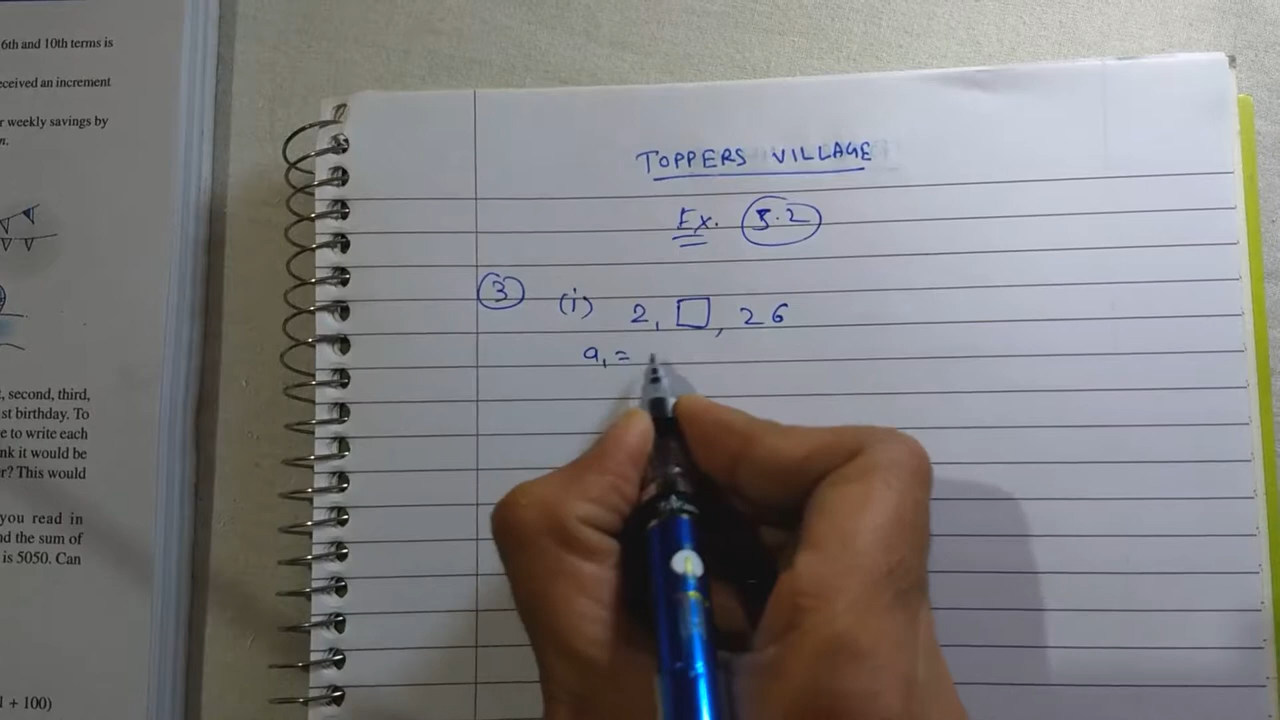 6th and 10th terms is
eceived an increment
r weekly savings by
n.
, second, third,
st birthday. To
e to write each
nk it would be
r? This would
you read in
nd the sum of
is 5050. Can
1 + 100)
TOPPERS VILLAGE
Ex. 5.2
3 (i) 2, □, 26
a₁ =